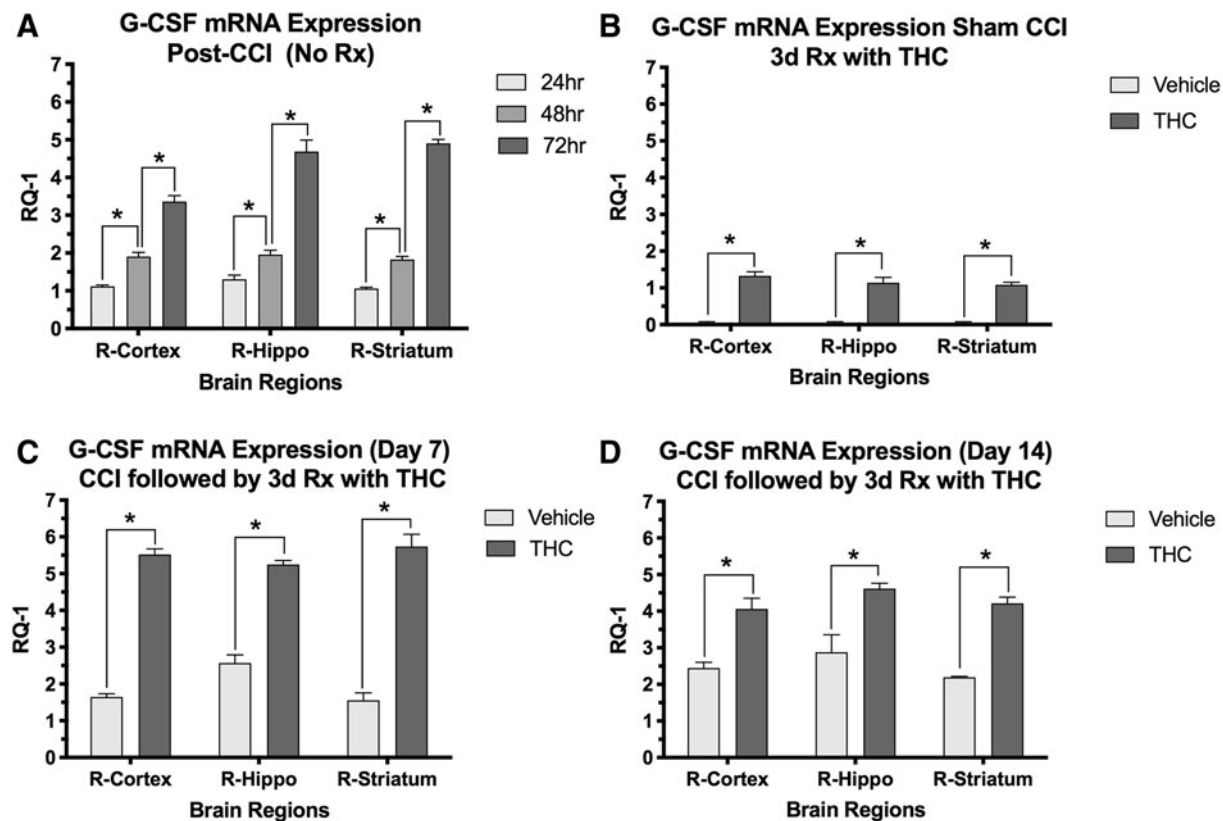 A
G-CSF mRNA Expression
Post-CCI (No Rx)
RQ-1
7
6
5
4
3
2
1
0
*
*
*
*
*
*
24hr
48hr
72hr
R-Cortex R-Hippo R-Striatum
Brain Regions
B
G-CSF mRNA Expression Sham CCI
3d Rx with THC
RQ-1
7
6
5
4
3
2
1
0
*
*
*
Vehicle
THC
R-Cortex R-Hippo R-Striatum
Brain Regions
C
G-CSF mRNA Expression (Day 7)
CCI followed by 3d Rx with THC
RQ-1
7
6
5
4
3
2
1
0
*
*
*
Vehicle
THC
R-Cortex R-Hippo R-Striatum
Brain Regions
D
G-CSF mRNA Expression (Day 14)
CCI followed by 3d Rx with THC
RQ-1
7
6
5
4
3
2
1
0
*
*
*
Vehicle
THC
R-Cortex R-Hippo R-Striatum
Brain Regions